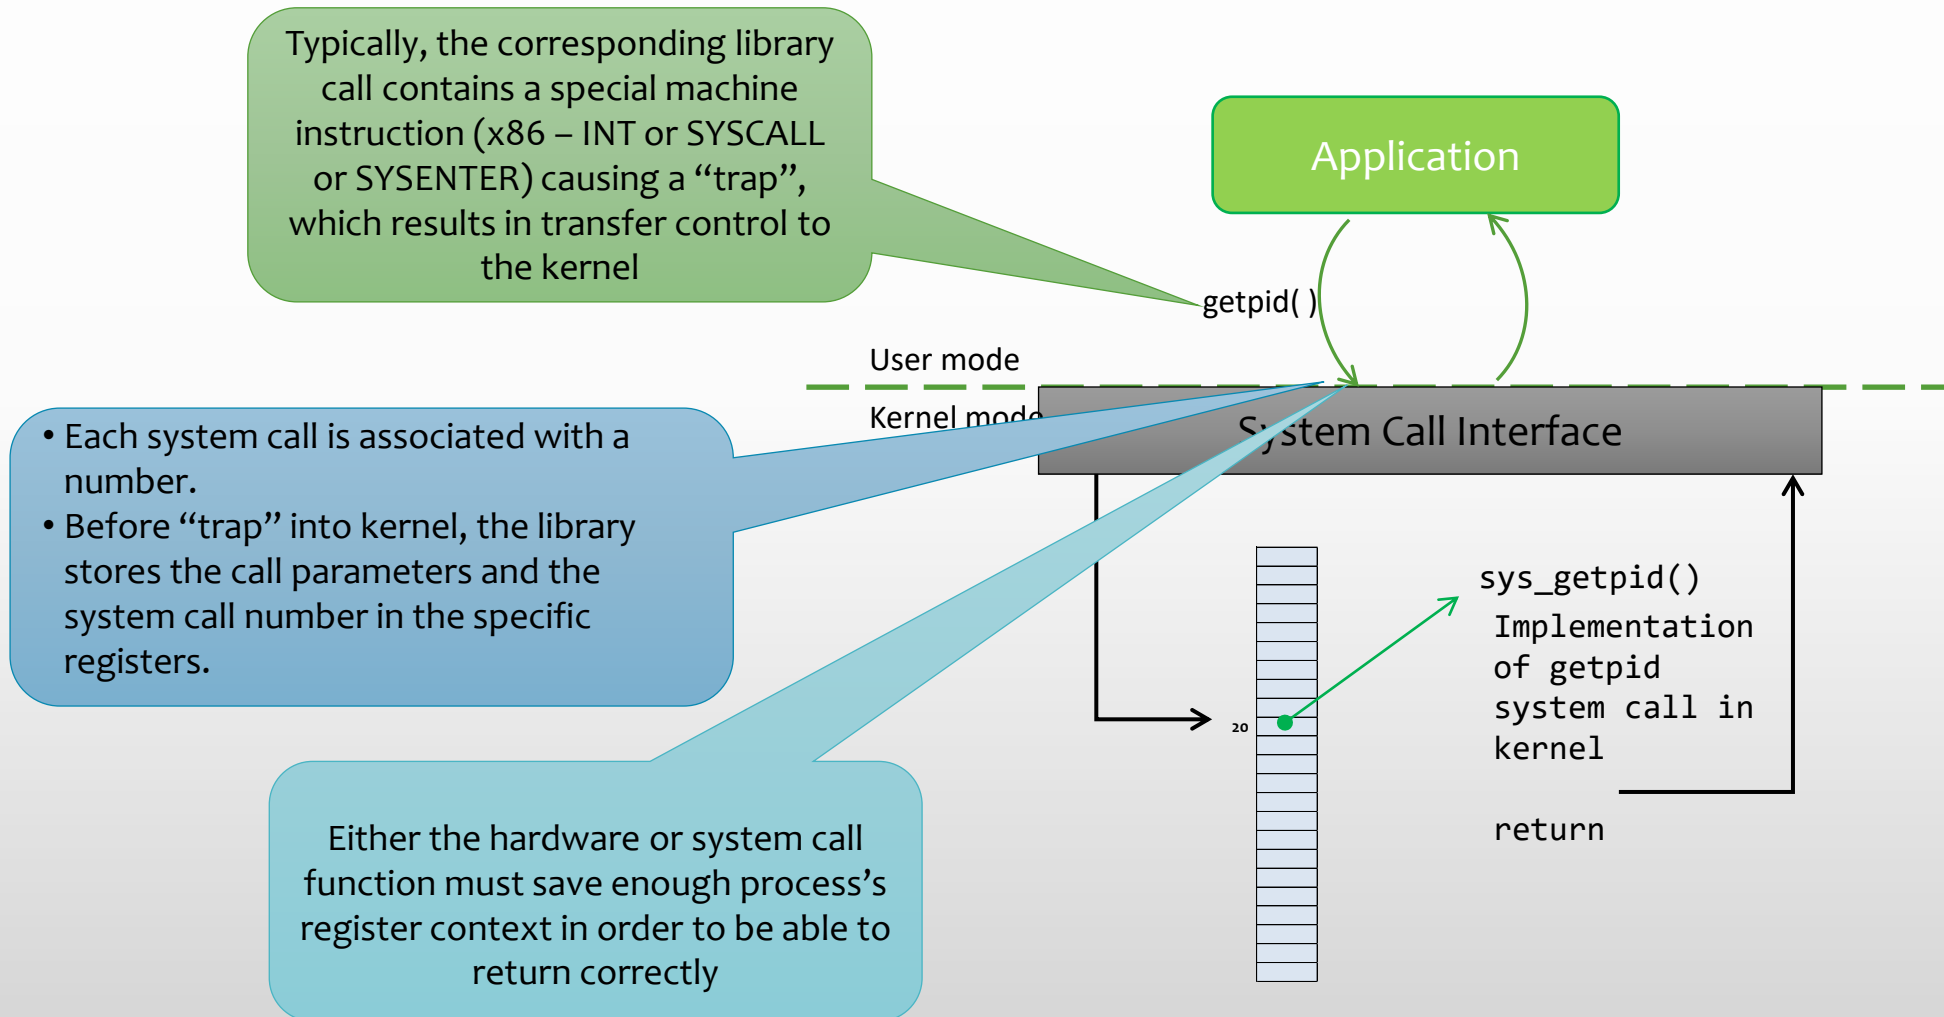 Typically, the corresponding library
call contains a special machine
instruction (x86 – INT or SYSCALL
or SYSENTER) causing a “trap”,
which results in transfer control to
the kernel
Application
getpid( )
User mode
Kernel mode
System Call Interface
• Each system call is associated with a
number.
• Before “trap” into kernel, the library
stores the call parameters and the
system call number in the specific
registers.
20
sys_getpid()
Implementation
of getpid
system call in
kernel
return
Either the hardware or system call
function must save enough process’s
register context in order to be able to
return correctly